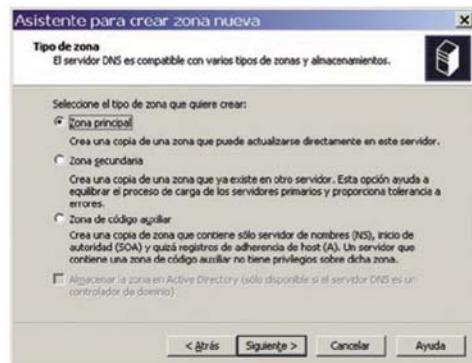 Asistente para crear zona nueva
Tipo de zona
El servidor DNS es compatible con varios tipos de zonas y almacenamientos.
Seleccione el tipo de zona que quiere crear:
Zona principal
Crea una copia de una zona que puede actualizarse directamente en este servidor.
Zona secundaria
Crea una copia de una zona que ya existe en otro servidor. Esta opción ayuda a
equilibrar el proceso de carga de los servidores primarios y proporciona tolerancia a
errores.
Zona de código auxiliar
Crea una copia de zona que contiene sólo servidor de nombres (NS), inicio de
autoridad (SOA) y quizá registros de adherencia de host (A). Un servidor que
contiene una zona de código auxiliar no tiene privilegios sobre dicha zona.
Almacenar la zona en Active Directory (sólo disponible si el servidor DNS es un
controlador de dominio)
< Atrás
Siguiente >
Cancelar
Ayuda